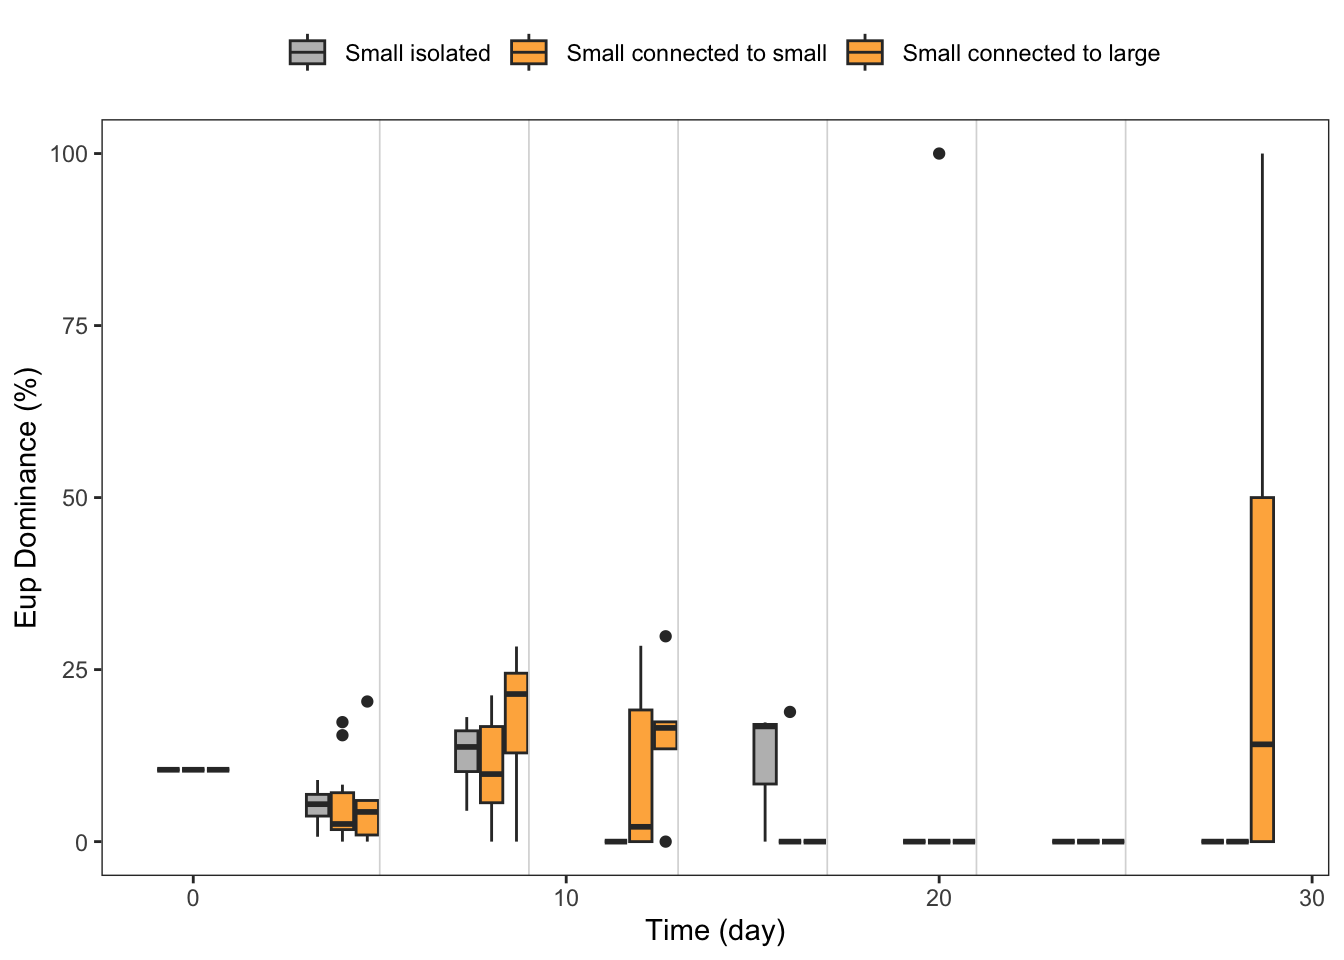 Small isolated Small connected to small Small connected to large
100
75
50
25
0
Eup Dominance (%)
0 10 20 30
Time (day)